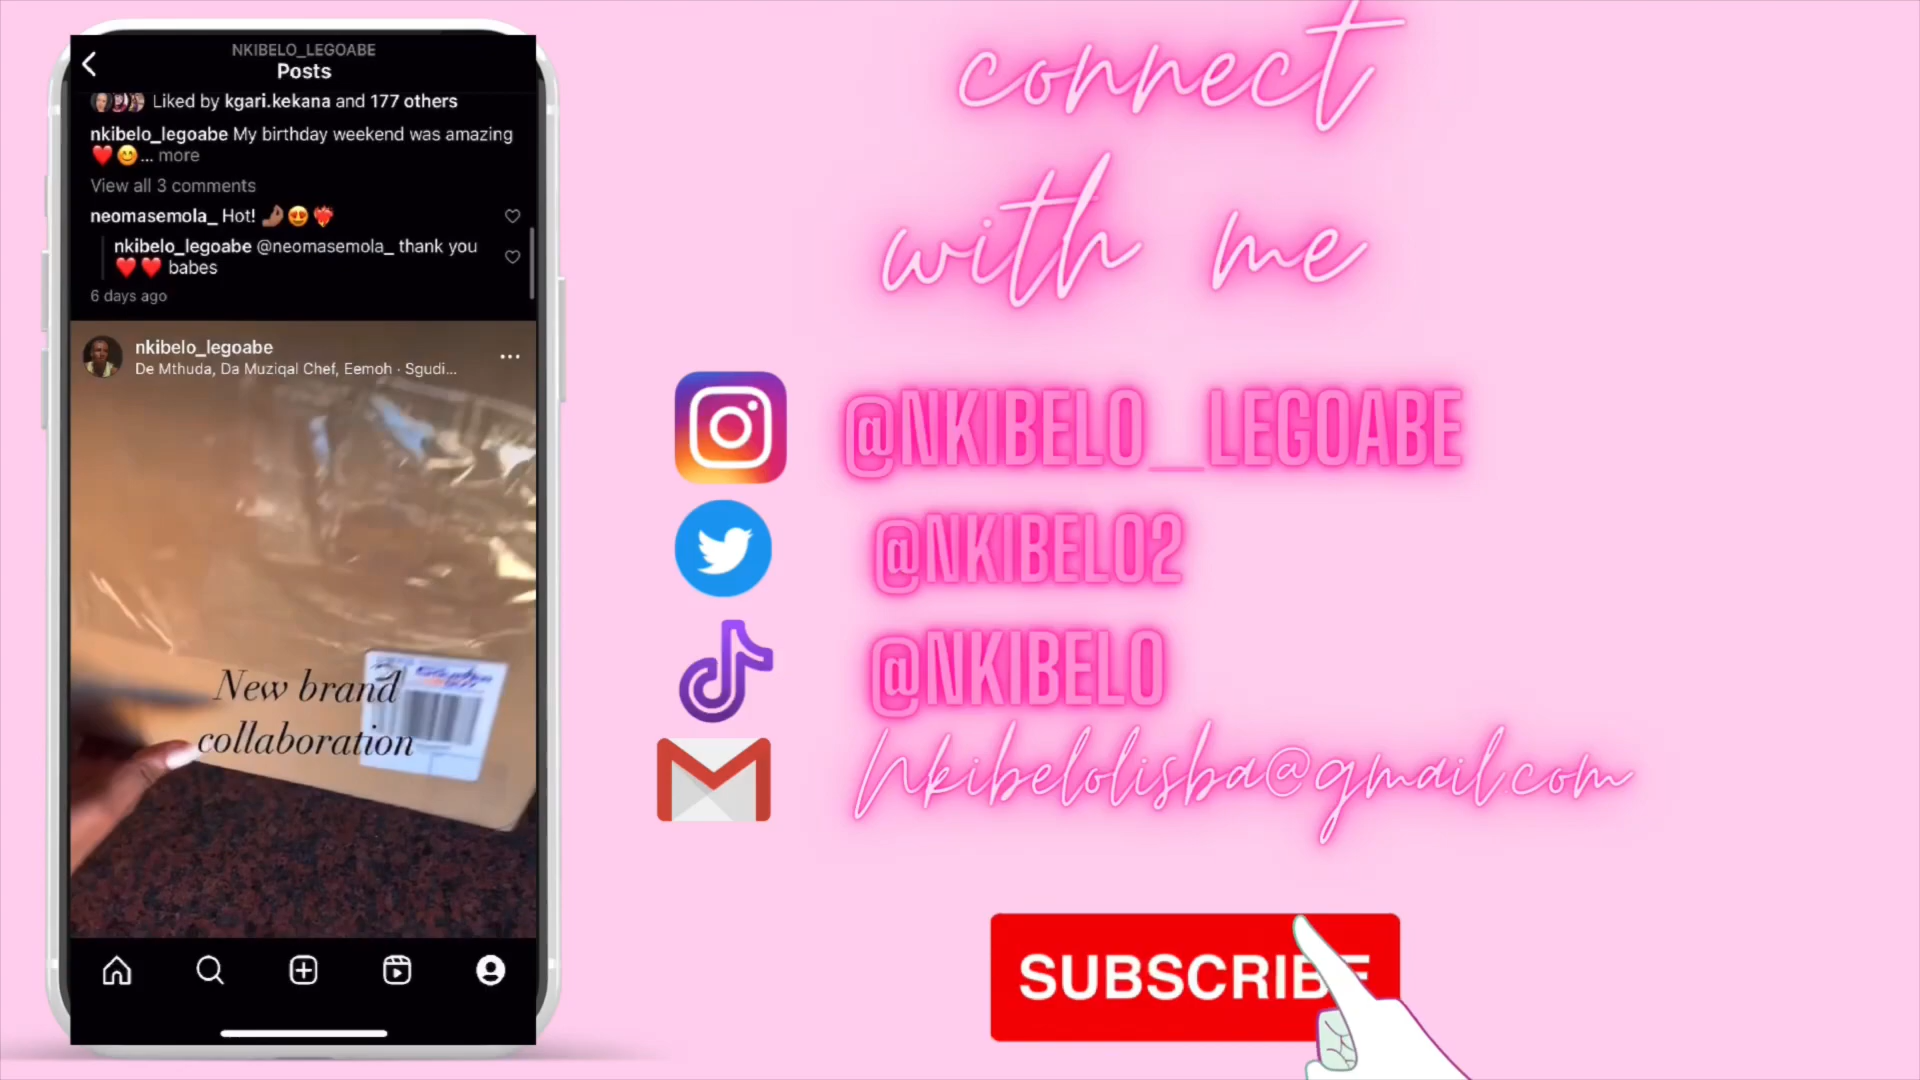 NKIBELO_LEGOABE
Posts
Liked by kgari.kekana and 177 others
nkibelo_legoabe My birthday weekend was amazing
❤️😊... more
View all 3 comments
neomasemola_ Hot! 🤌🏾😍❤️‍🔥
nkibelo_legoabe @neomasemola_ thank you
❤️❤️ babes
6 days ago
nkibelo_legoabe
De Mthuda, Da Muziqal Chef, Eemoh · Sgudi...
New brand
collaboration
connect
with me
@NKIBELO_LEGOABE
@NKIBELO2
@NKIBELO
Nkibelolisba@gmail.com
SUBSCRIBE